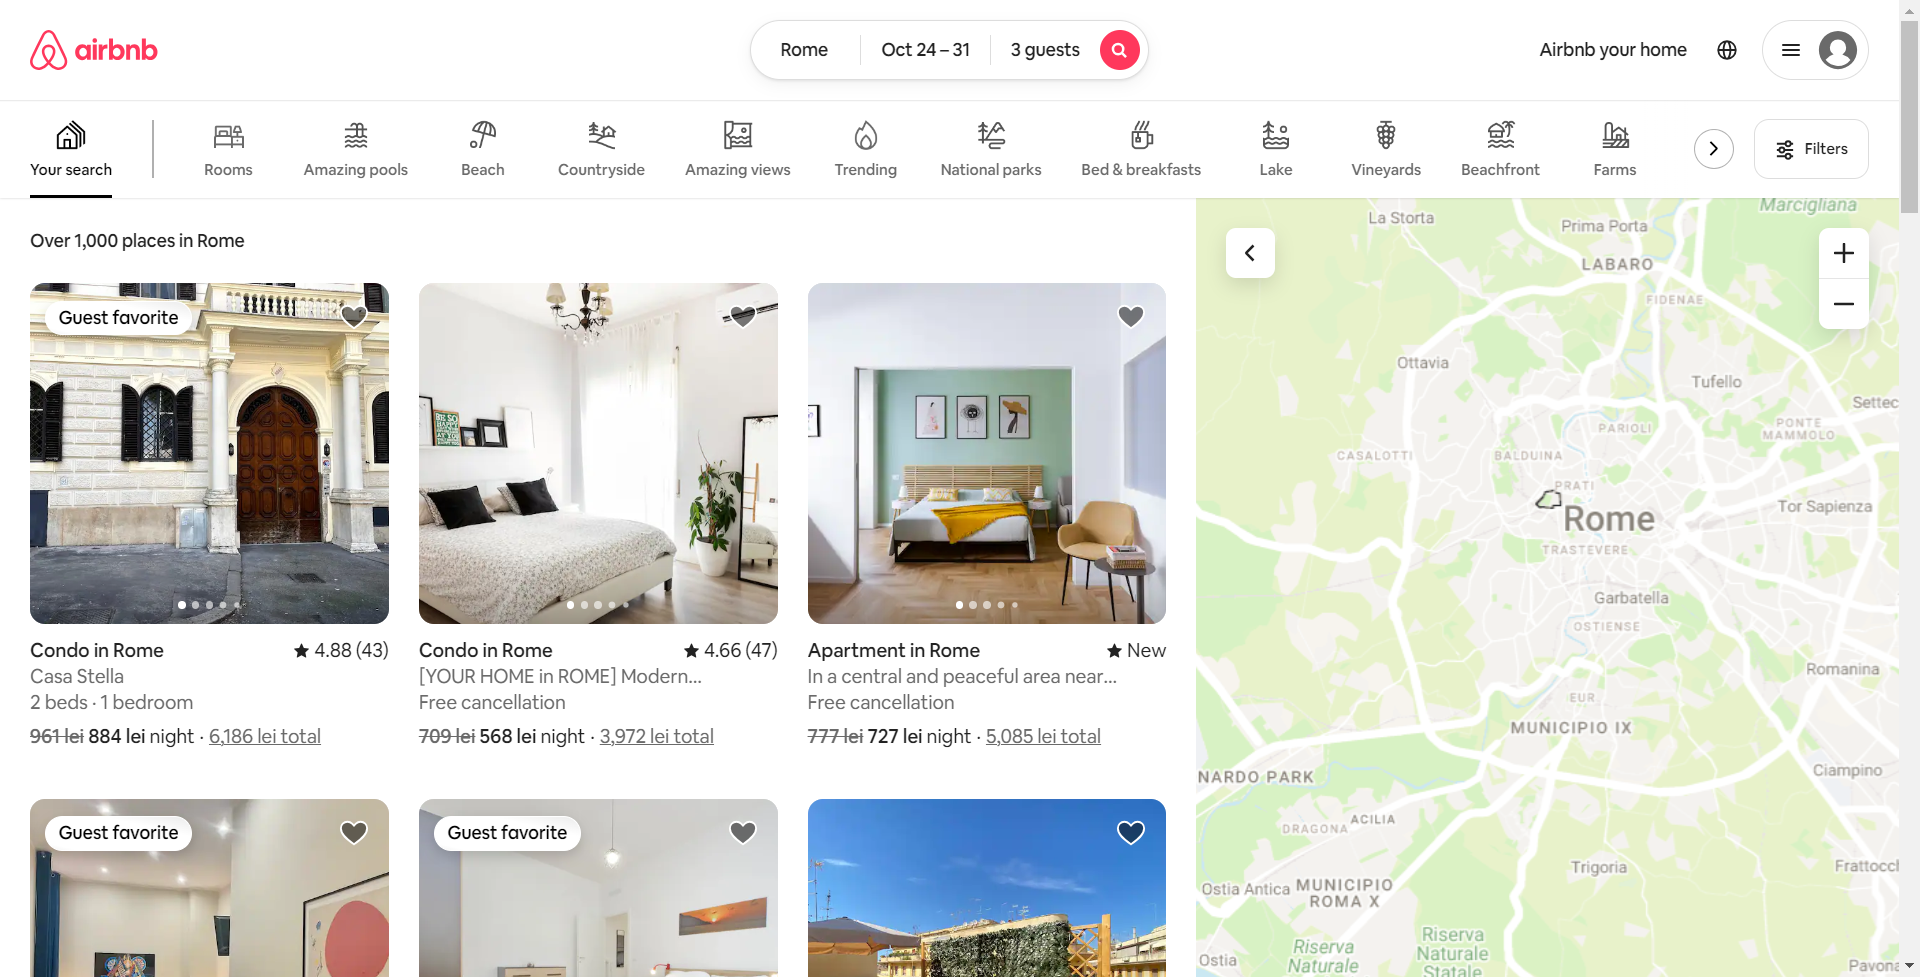 airbnb
Rome
Oct 24 – 31
3 guests
Airbnb your home
Your search
Rooms
Amazing pools
Beach
Countryside
Amazing views
Trending
National parks
Bed & breakfasts
Lake
Vineyards
Beachfront
Farms
Filters
Over 1,000 places in Rome
Guest favorite
BE SO
HAPPY
Condo in Rome
4.88 (43)
Casa Stella
2 beds · 1 bedroom
961 lei 884 lei night · 6,186 lei total
Condo in Rome
4.66 (47)
[YOUR HOME in ROME] Modern...
Free cancellation
709 lei 568 lei night · 3,972 lei total
Apartment in Rome
New
In a central and peaceful area near...
Free cancellation
777 lei 727 lei night · 5,085 lei total
Guest favorite
Guest favorite
Marcigliana
La Storta
Prima Porta
LABARO
FIDENAE
Ottavia
Tufello
Settec
PONTE
MAMMOLO
PARIOLI
CASALOTTI
BALDUINA
PRATI
Rome
Tor Sapienza
TRASTEVERE
Garbatella
OSTIENSE
Romanina
EUR
MUNICIPIO IX
NARDO PARK
Ciampino
ACILIA
DRAGONA
Trigoria
Frattocch
Ostia Antica
MUNICIPIO
ROMA X
Riserva
Naturale
Riserva
Naturale
Statale
Ostia
Pavona